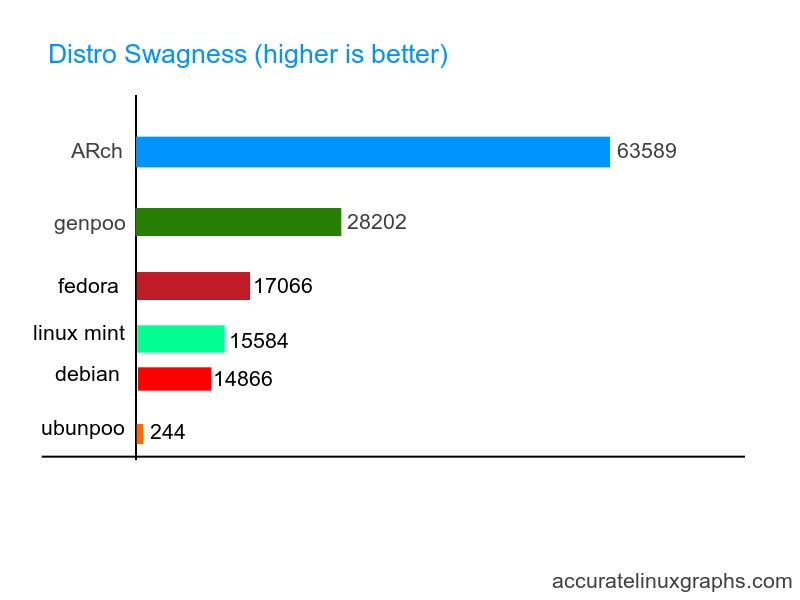 Distro Swagness (higher is better)
ARch 63589
genpoo 28202
fedora 17066
linux mint 15584
debian 14866
ubunpoo 244
accuratelinuxgraphs.com